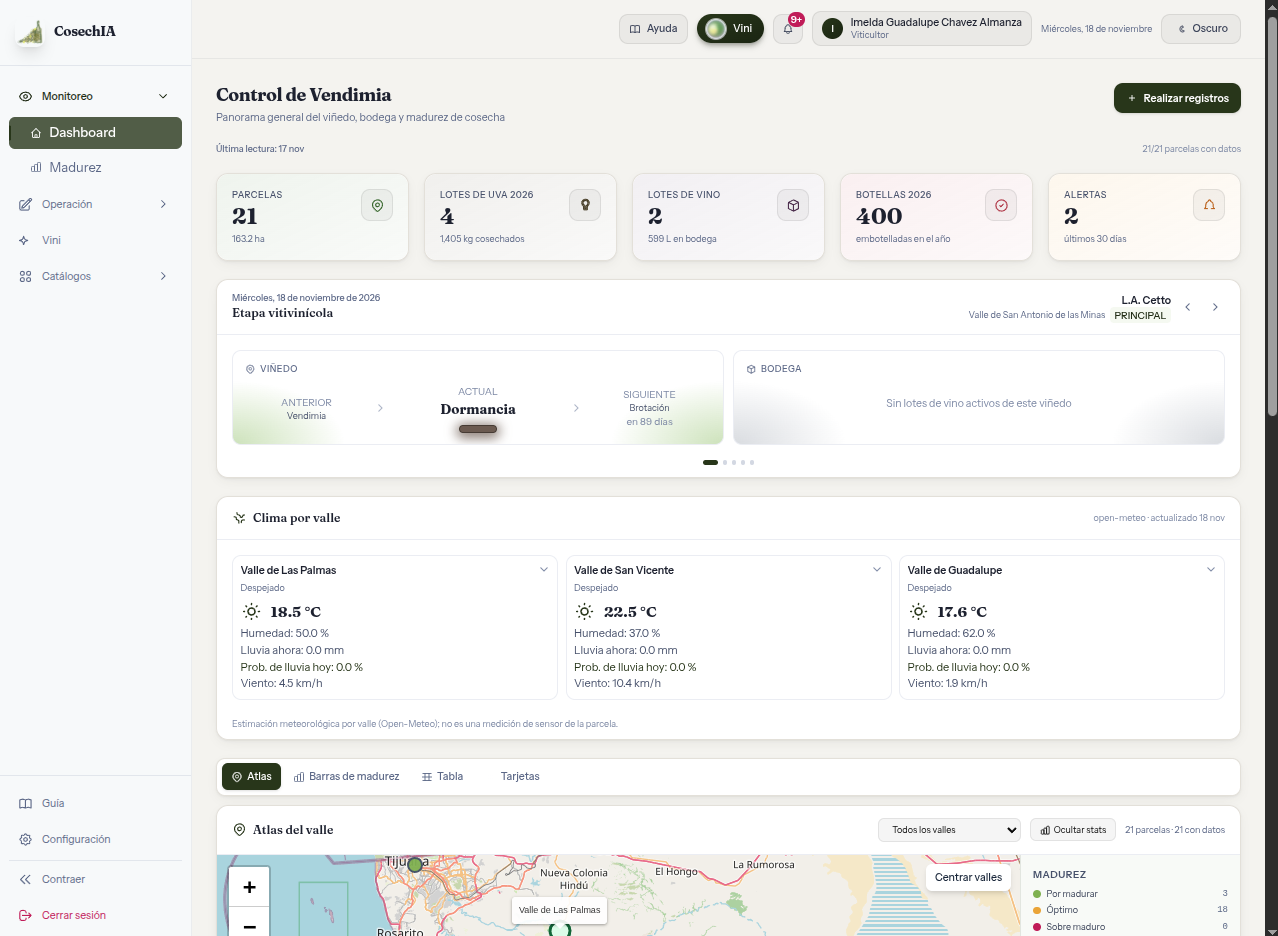 CosechIA
Ayuda
Vini
9+
I
Imelda Guadalupe Chavez Almanza
Viticultor
Miércoles, 18 de noviembre
Oscuro
Monitoreo
Dashboard
Madurez
Operación
Vini
Catálogos
Guía
Configuración
Contraer
Cerrar sesión
Control de Vendimia
Panorama general del viñedo, bodega y madurez de cosecha
+ Realizar registros
Última lectura: 17 nov
21/21 parcelas con datos
PARCELAS
21
163.2 ha
LOTES DE UVA 2026
4
1,405 kg cosechados
LOTES DE VINO
2
599 L en bodega
BOTELLAS 2026
400
embotelladas en el año
ALERTAS
2
últimos 30 días
Miércoles, 18 de noviembre de 2026
Etapa vitivinícola
L.A. Cetto
Valle de San Antonio de las Minas PRINCIPAL
VIÑEDO
ANTERIOR
Vendimia
ACTUAL
Dormancia
SIGUIENTE
Brotación
en 89 días
BODEGA
Sin lotes de vino activos de este viñedo
Clima por valle
open-meteo · actualizado 18 nov
Valle de Las Palmas
Despejado
18.5 °C
Humedad: 50.0 %
Lluvia ahora: 0.0 mm
Prob. de lluvia hoy: 0.0 %
Viento: 4.5 km/h
Valle de San Vicente
Despejado
22.5 °C
Humedad: 37.0 %
Lluvia ahora: 0.0 mm
Prob. de lluvia hoy: 0.0 %
Viento: 10.4 km/h
Valle de Guadalupe
Despejado
17.6 °C
Humedad: 62.0 %
Lluvia ahora: 0.0 mm
Prob. de lluvia hoy: 0.0 %
Viento: 1.9 km/h
Estimación meteorológica por valle (Open-Meteo); no es una medición de sensor de la parcela.
Atlas
Barras de madurez
Tabla
Tarjetas
Atlas del valle
Todos los valles
Ocultar stats
21 parcelas · 21 con datos
+
−
Tijuana
Nueva Colonia
Hindú
El Hongo
La Rumorosa
Rosarito
Valle de Las Palmas
Centrar valles
MADUREZ
Por madurar 3
Óptimo 18
Sobre maduro 0